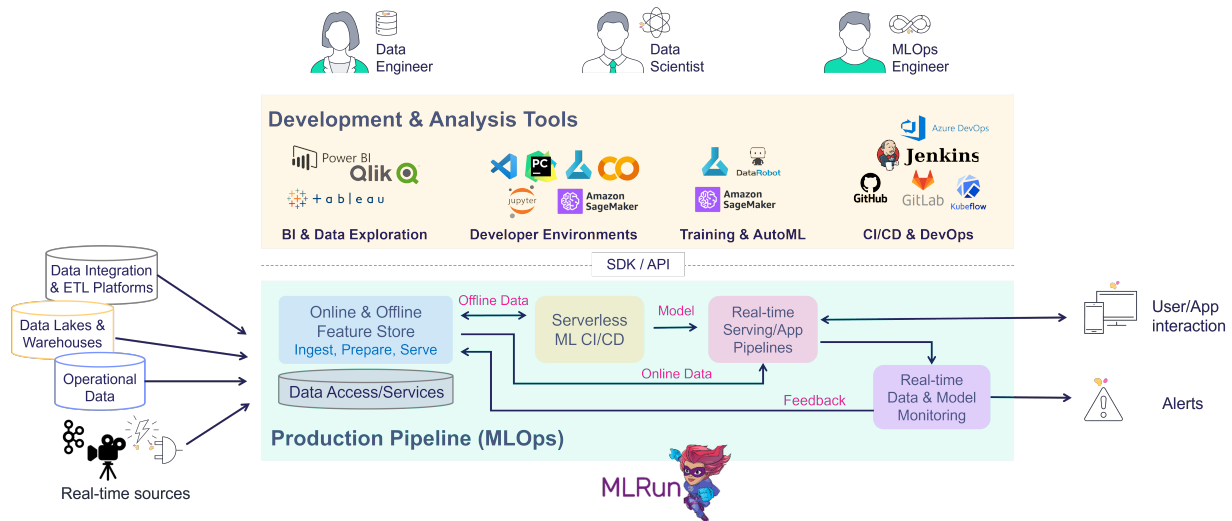 Data
Engineer
Data
Scientist
MLOps
Engineer
Development & Analysis Tools
Power BI
Qlik
+ableau
PC
jupyter
Amazon
SageMaker
DataRobot
Amazon
SageMaker
Azure DevOps
Jenkins
GitHub
GitLab
Kubeflow
BI & Data Exploration
Developer Environments
Training & AutoML
CI/CD & DevOps
SDK / API
Data Integration
& ETL Platforms
Data Lakes &
Warehouses
Operational
Data
Real-time sources
Online & Offline
Feature Store
Ingest, Prepare, Serve
Data Access/Services
Offline Data
Serverless
ML CI/CD
Model
Real-time
Serving/App
Pipelines
Online Data
Feedback
Real-time
Data & Model
Monitoring
User/App
interaction
Alerts
Production Pipeline (MLOps)
MLRun